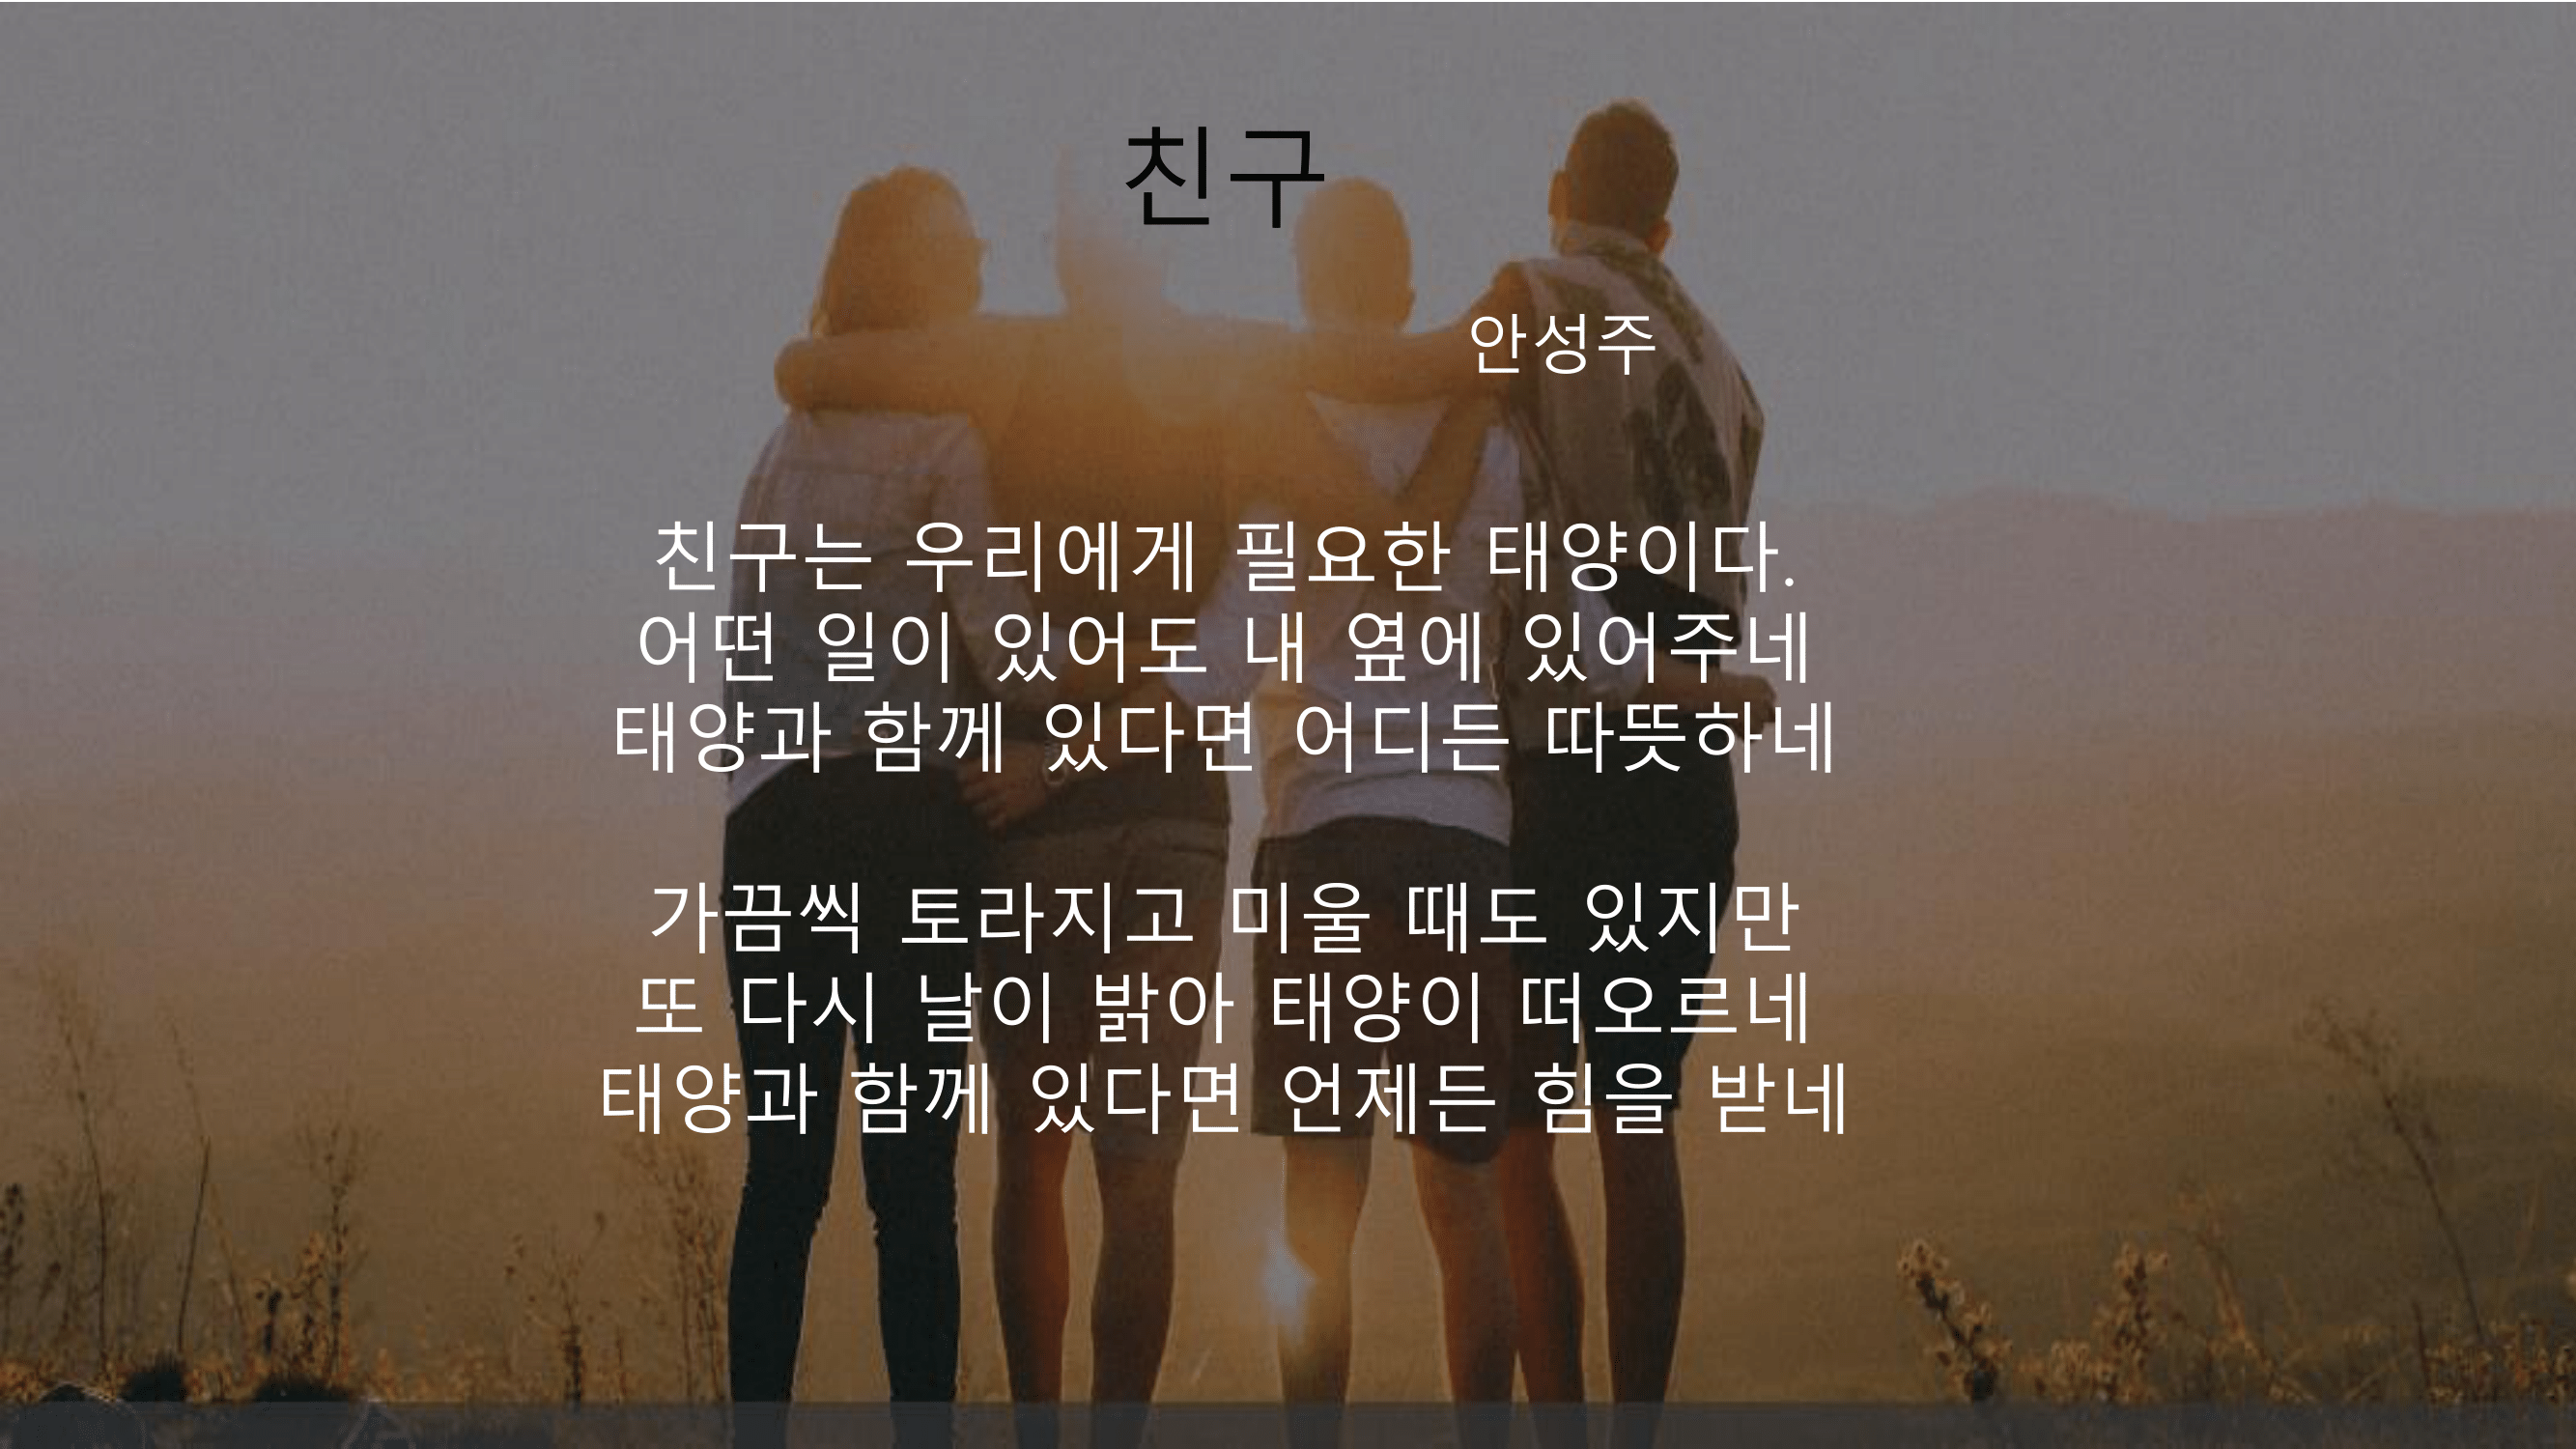 친구
안성주
친구는 우리에게 필요한 태양이다.
어떤 일이 있어도 내 옆에 있어주네
태양과 함께 있다면 어디든 따뜻하네
가끔씩 토라지고 미울 때도 있지만
또 다시 날이 밝아 태양이 떠오르네
태양과 함께 있다면 언제든 힘을 받네